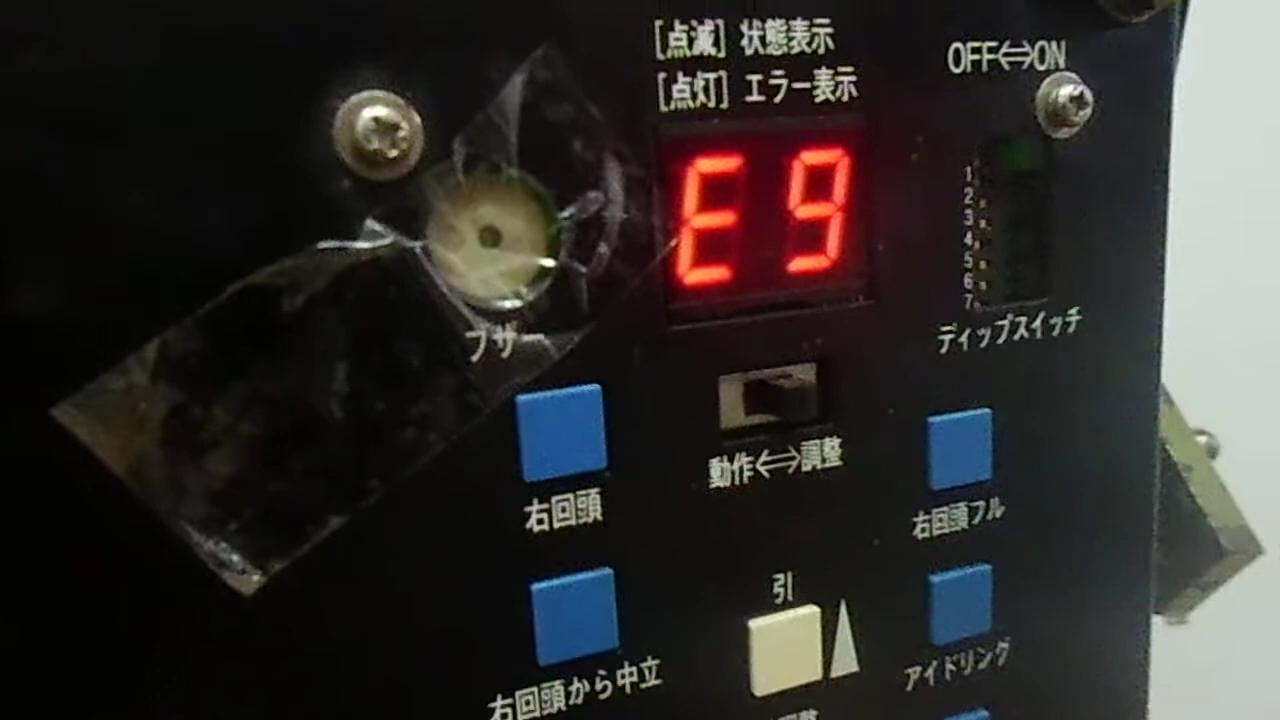 [点滅] 状態表示
[点灯] エラー表示
OFF⇔ON
E9
1
2
3
4
5
6
7
ブザー
ディップスイッチ
動作⇔調整
右回頭
右回頭フル
引
右回頭から中立
アイドリング